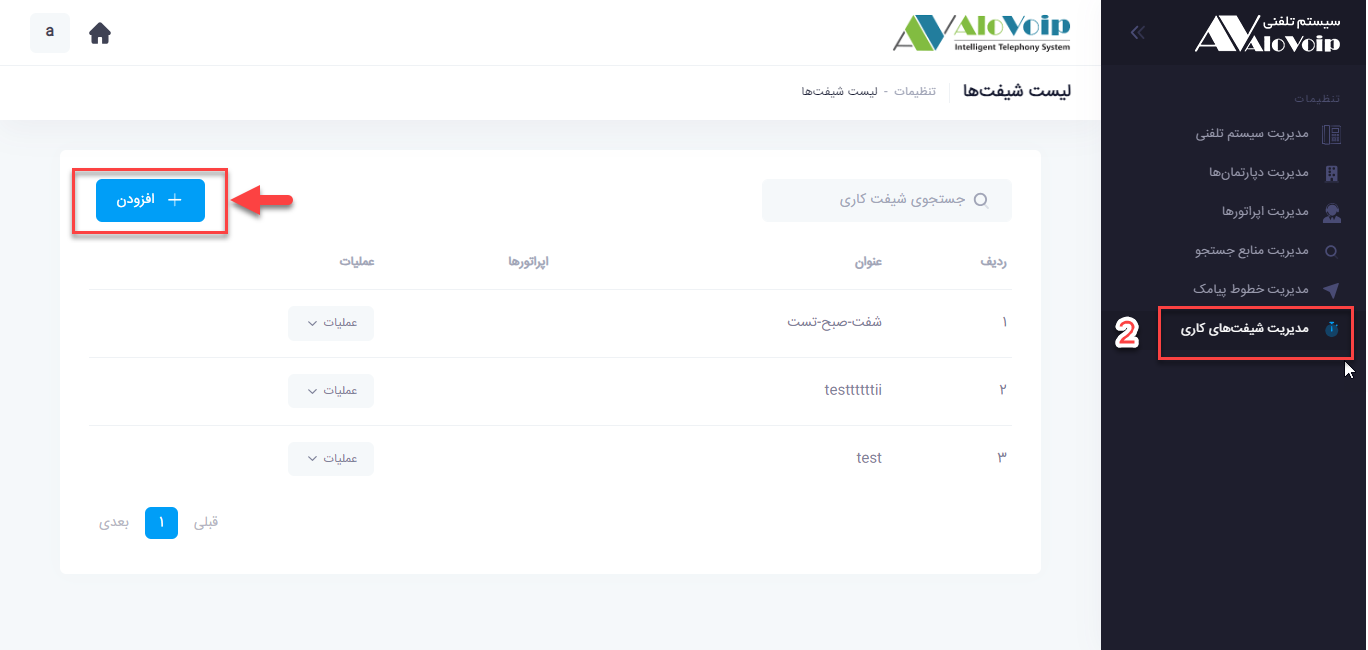 سیستم تلفنی
AloVoip
AloVoip
Intelligent Telephony System
a
لیست شیفت‌ها
تنظیمات - لیست شیفت‌ها
تنظیمات
مدیریت سیستم تلفنی
مدیریت دپارتمان‌ها
مدیریت اپراتورها
مدیریت منابع جستجو
مدیریت خطوط پیامک
مدیریت شیفت‌های کاری
2
جستجوی شیفت کاری
افزودن
ردیف عنوان اپراتورها عملیات
۱ شفت-صبح-تست عملیات
۲ testtttttii عملیات
۳ test عملیات
قبلی ۱ بعدی